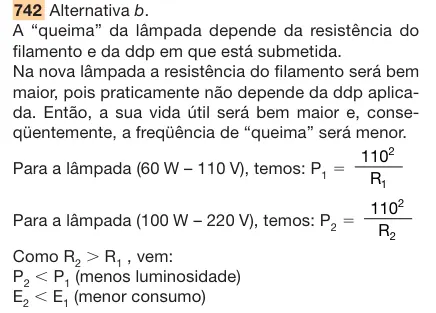 742 Alternativa b.
A “queima” da lâmpada depende da resistência do
filamento e da ddp em que está submetida.
Na nova lâmpada a resistência do filamento será bem
maior, pois praticamente não depende da ddp aplica-
da. Então, a sua vida útil será bem maior e, conse-
qüentemente, a freqüência de “queima” será menor.
Para a lâmpada (60 W – 110 V), temos: P₁ = 110²/R₁
Para a lâmpada (100 W – 220 V), temos: P₂ = 110²/R₂
Como R₂ > R₁ , vem:
P₂ < P₁ (menos luminosidade)
E₂ < E₁ (menor consumo)